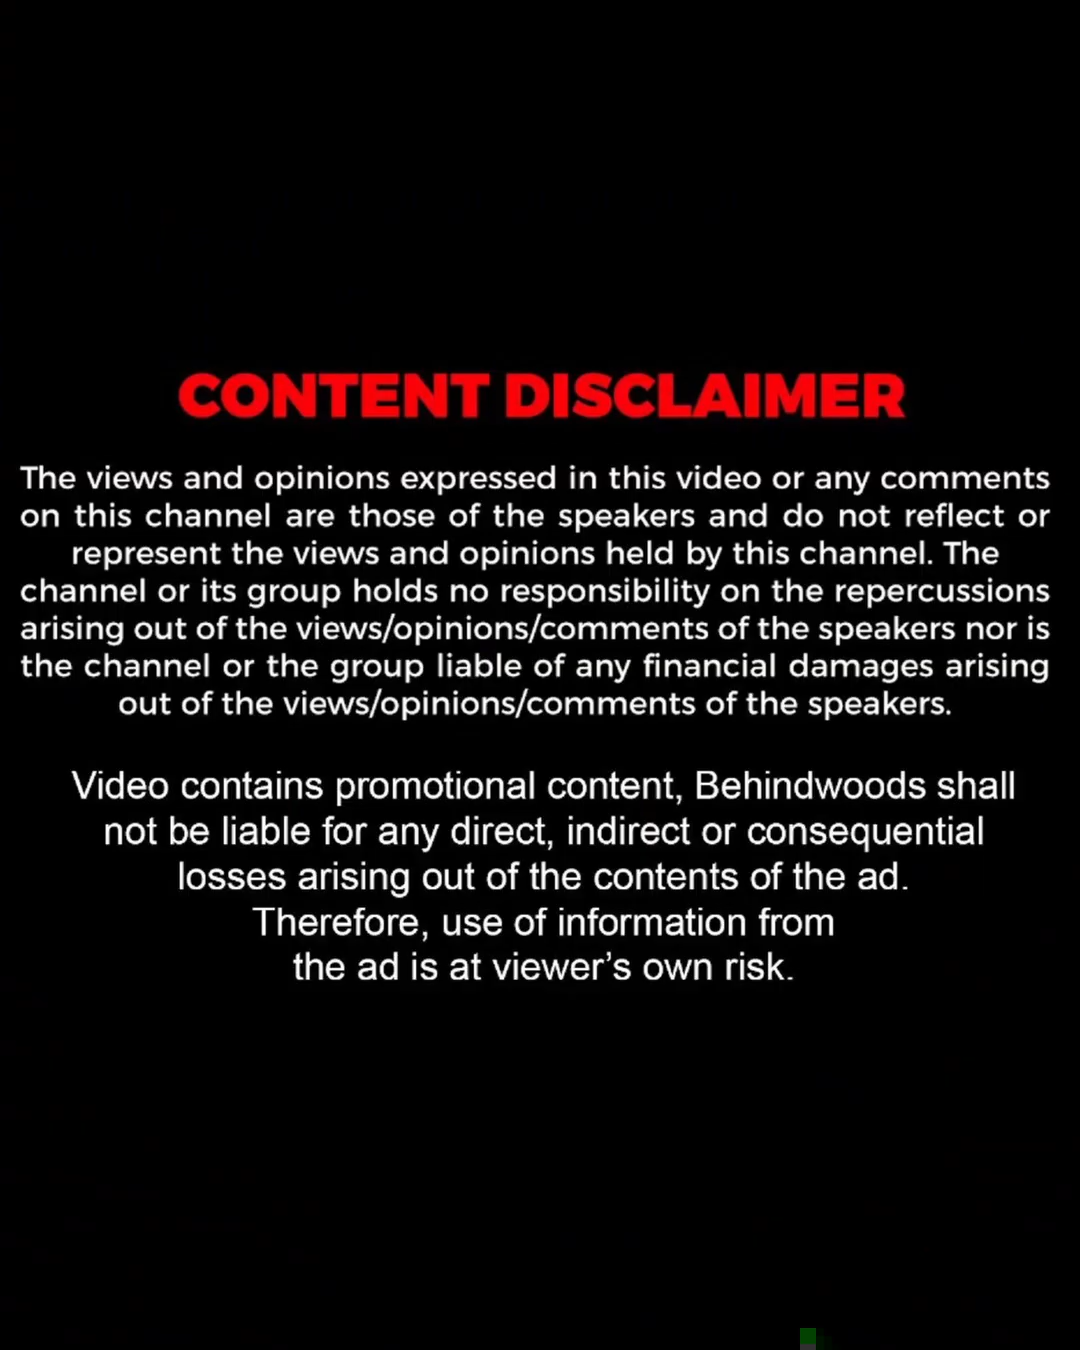 CONTENT DISCLAIMER
The views and opinions expressed in this video or any comments
on this channel are those of the speakers and do not reflect or
represent the views and opinions held by this channel. The
channel or its group holds no responsibility on the repercussions
arising out of the views/opinions/comments of the speakers nor is
the channel or the group liable of any financial damages arising
out of the views/opinions/comments of the speakers.
Video contains promotional content, Behindwoods shall
not be liable for any direct, indirect or consequential
losses arising out of the contents of the ad.
Therefore, use of information from
the ad is at viewer’s own risk.